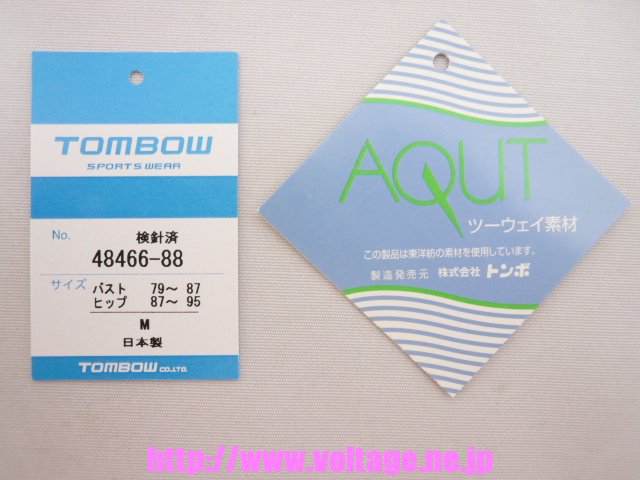 TOMBOW
SPORTS WEAR
No.
検針済
48466-88
サイズ
バスト 79～ 87
ヒップ 87～ 95
M
日本製
TOMBOW CO.,LTD.
AQUT
ツーウェイ素材
この製品は東洋紡の素材を使用しています。
製造発売元 株式会社 トンボ
http://www.voltage.ne.jp